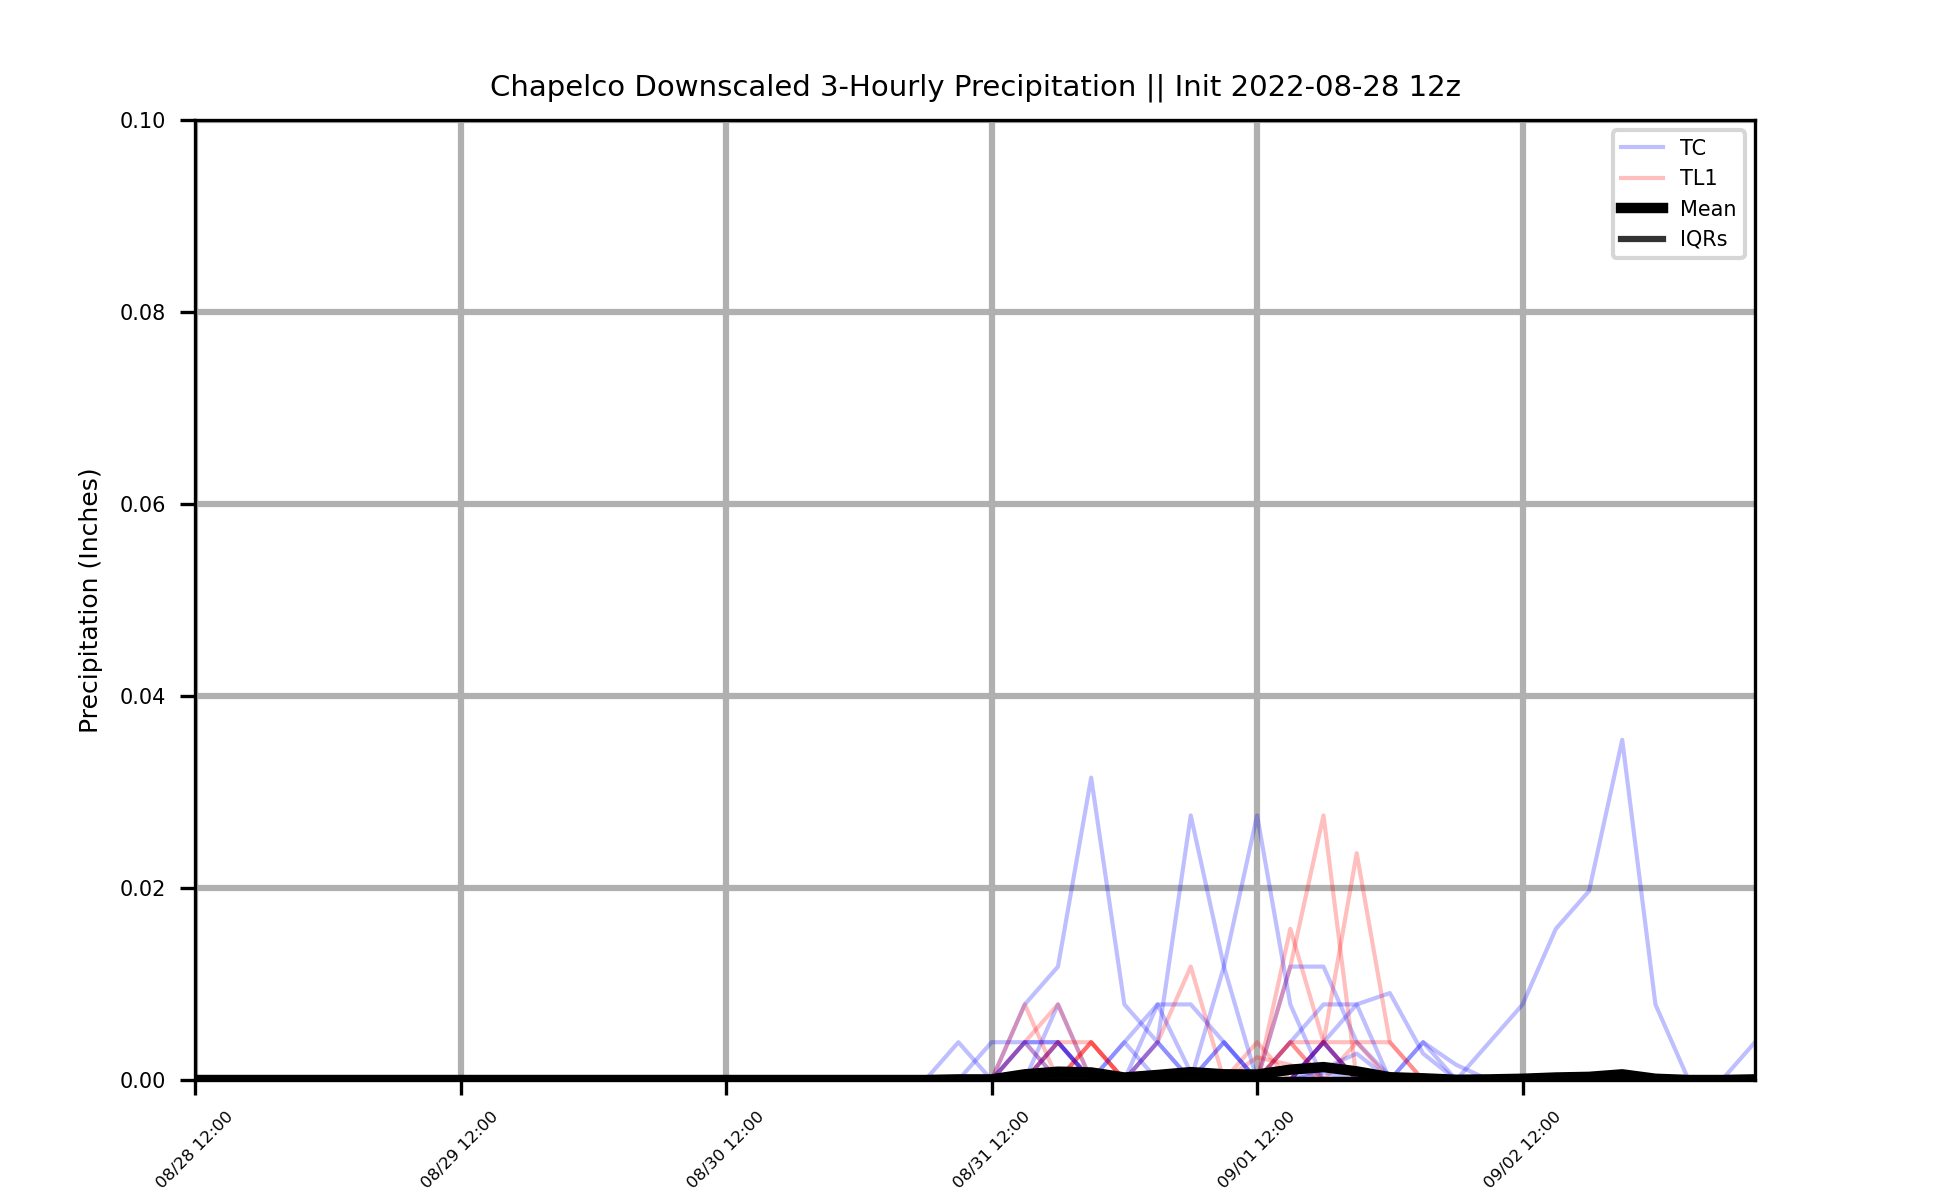 Chapelco Downscaled 3-Hourly Precipitation || Init 2022-08-28 12z
TC
TL1
Mean
IQRs
Precipitation (Inches)
0.10
0.08
0.06
0.04
0.02
0.00
08/28 12:00
08/29 12:00
08/30 12:00
08/31 12:00
09/01 12:00
09/02 12:00